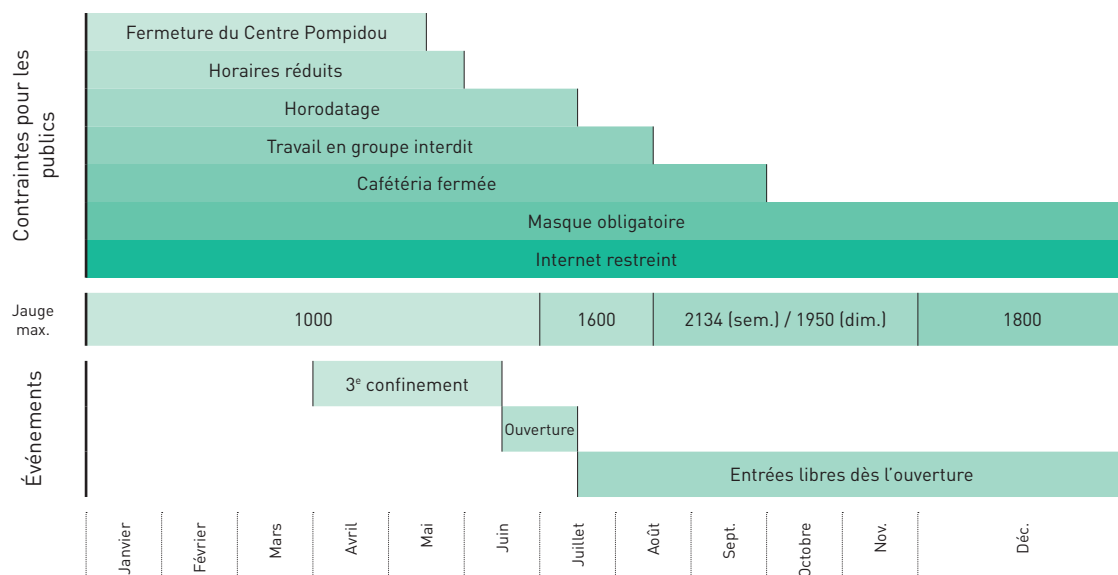 Contraintes pour les
publics
Fermeture du Centre Pompidou
Horaires réduits
Horodatage
Travail en groupe interdit
Cafétéria fermée
Masque obligatoire
Internet restreint
Jauge
max.
1000
1600
2134 (sem.) / 1950 (dim.)
1800
Événements
3e confinement
Ouverture
Entrées libres dès l'ouverture
Janvier
Février
Mars
Avril
Mai
Juin
Juillet
Août
Sept.
Octobre
Nov.
Déc.